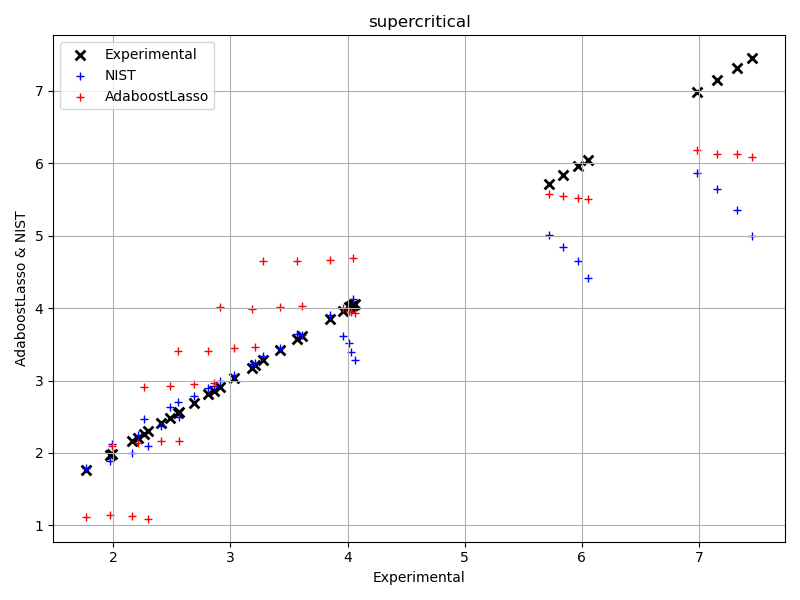 supercritical
Experimental
NIST
AdaboostLasso
AdaboostLasso & NIST
7
6
5
4
3
2
1
2 3 4 5 6 7
Experimental